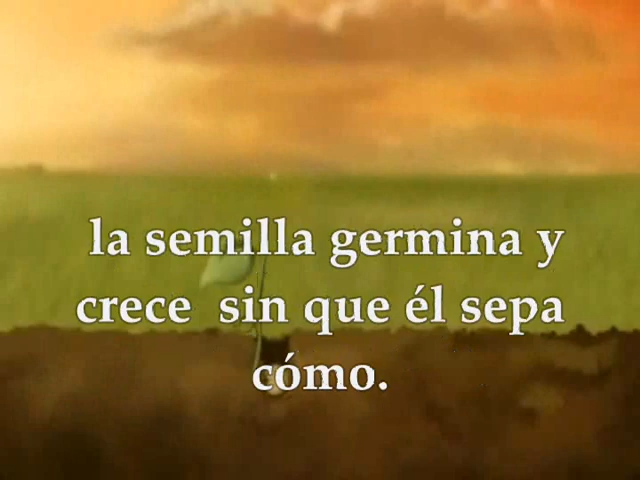 la semilla germina y
crece sin que él sepa
cómo.